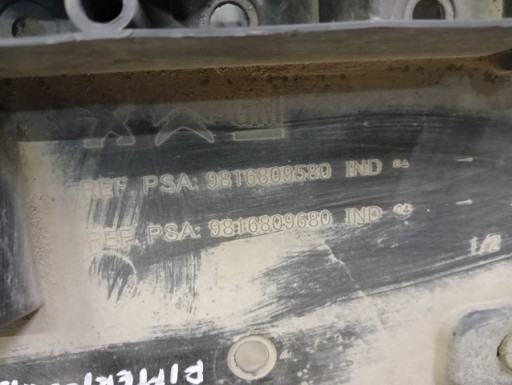 REF PSA: 9816809580 IND
REF PSA: 9816809680 IND
1/2